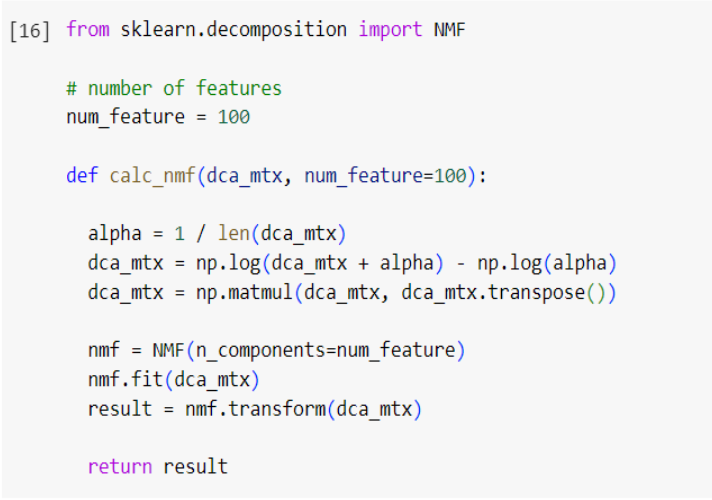 [16] from sklearn.decomposition import NMF
# number of features
num_feature = 100
def calc_nmf(dca_mtx, num_feature=100):
alpha = 1 / len(dca_mtx)
dca_mtx = np.log(dca_mtx + alpha) - np.log(alpha)
dca_mtx = np.matmul(dca_mtx, dca_mtx.transpose())
nmf = NMF(n_components=num_feature)
nmf.fit(dca_mtx)
result = nmf.transform(dca_mtx)
return result